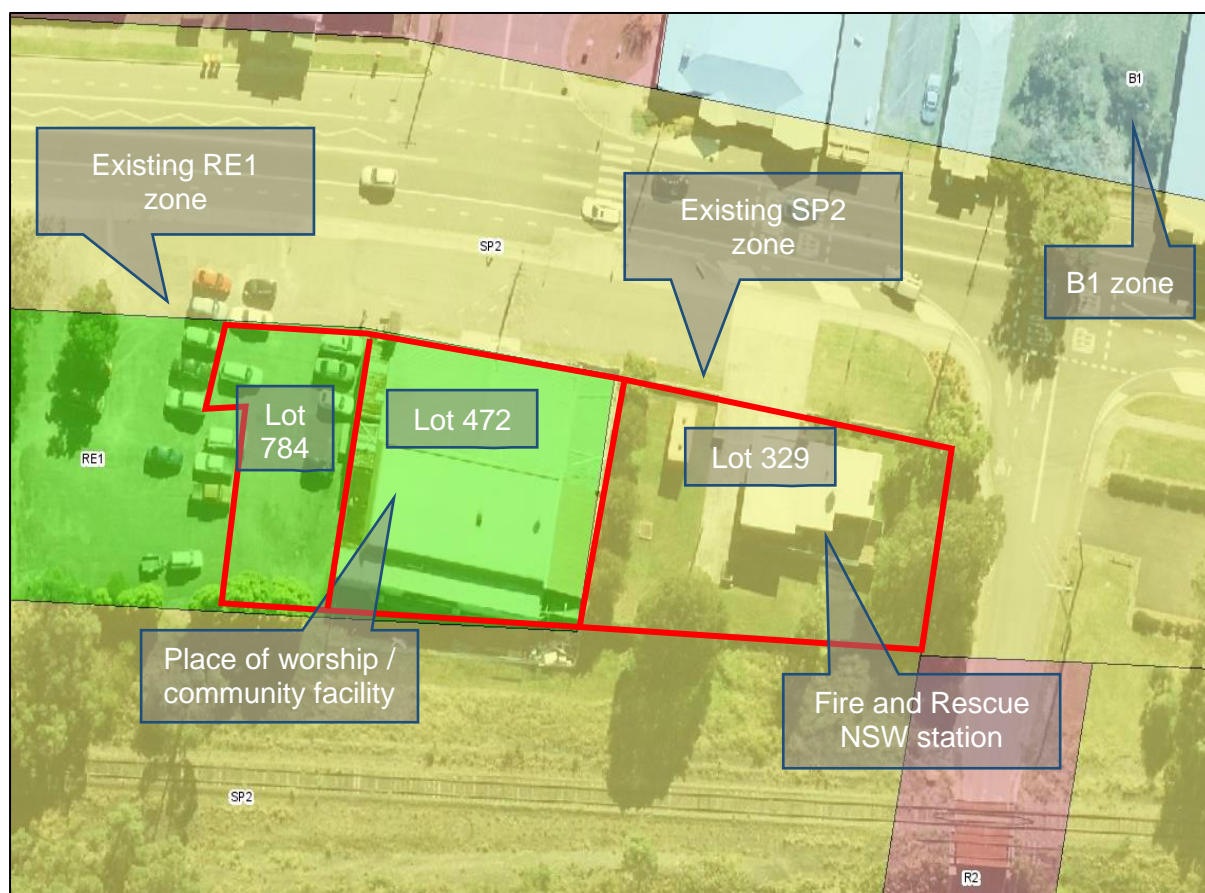 B1
Existing RE1
zone
Existing SP2
zone
SP2
B1 zone
Lot
784
Lot 472
Lot 329
RE1
Place of worship /
community facility
Fire and Rescue
NSW station
SP2
R2